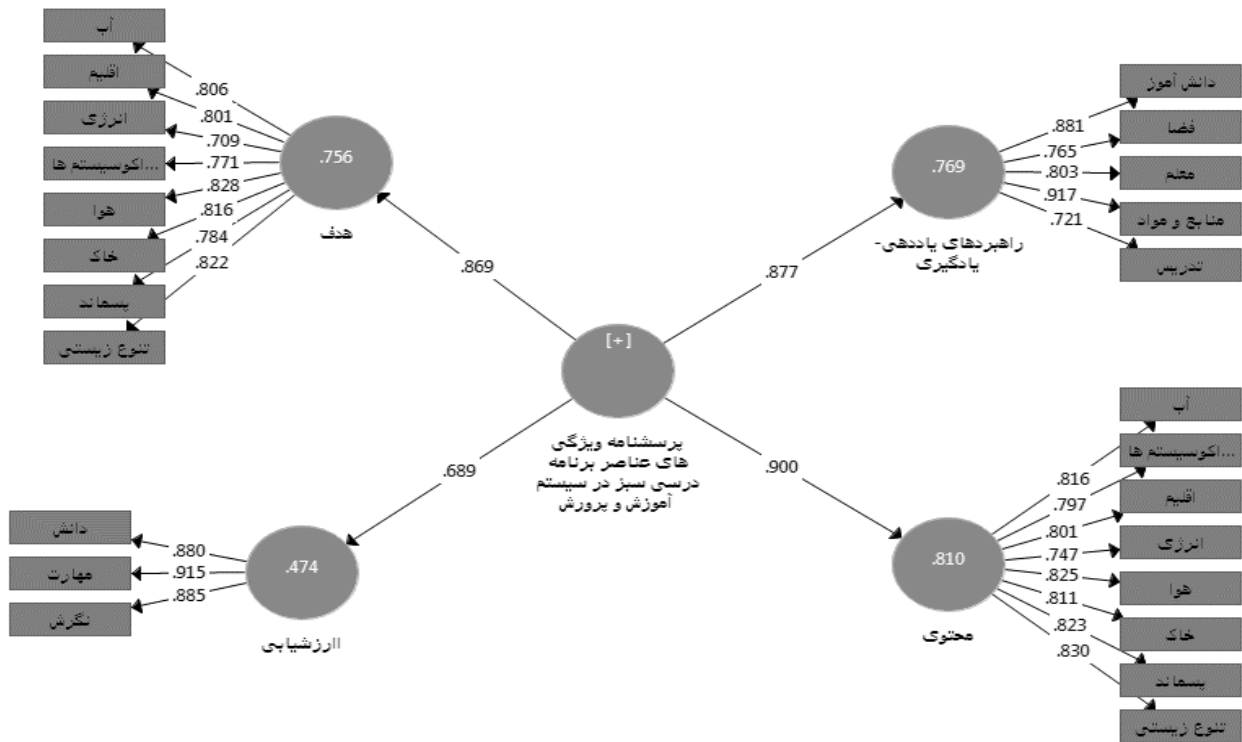 آب
اقلیم
انرژی
اکوسیستم ها...
هوا
خاک
پسماند
تنوع زیستی
.806
.801
.709
.771
.828
.816
.784
.822
.756
هدف
.869
دانش آموز
فضا
معلم
منابع و مواد
تدریس
.881
.765
.803
.917
.721
.769
راهبردهای یاددهی-
یادگیری
.877
[+]
پرسشنامه ویژگی
های عناصر برنامه
درسی سبز در سیستم
آموزش و پرورش
.689
.900
دانش
مهارت
نگرش
.880
.915
.885
.474
اارزشیابی
آب
اکوسیستم ها...
اقلیم
انرژی
هوا
خاک
پسماند
تنوع زیستی
.816
.797
.801
.747
.825
.811
.823
.830
.810
محتوی